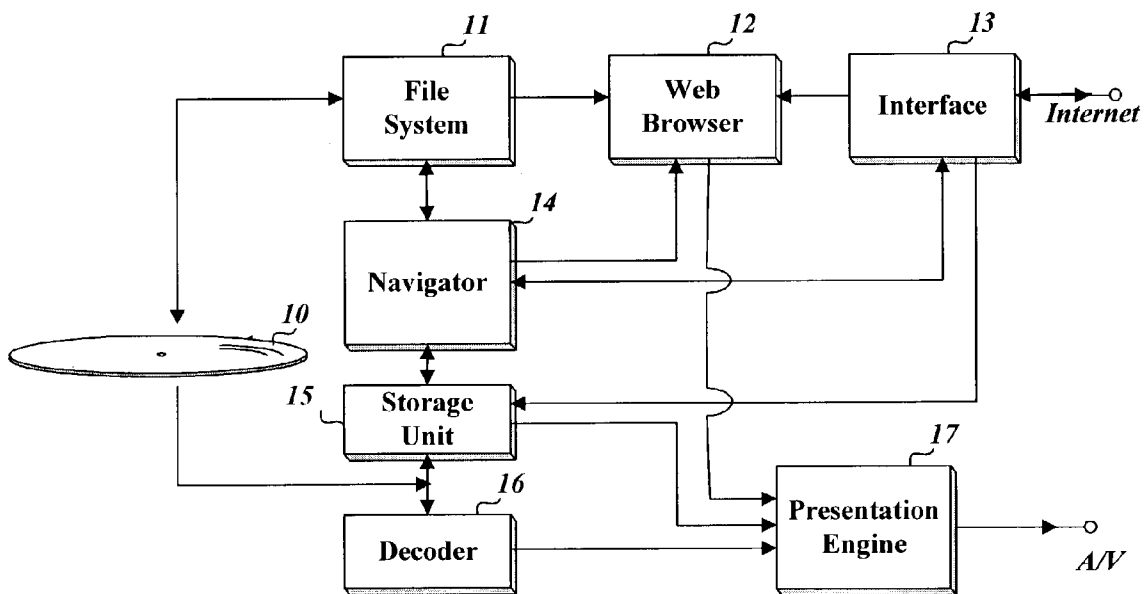 11
File
System
12
Web
Browser
13
Interface
Internet
14
Navigator
10
15
Storage
Unit
16
Decoder
17
Presentation
Engine
A/V